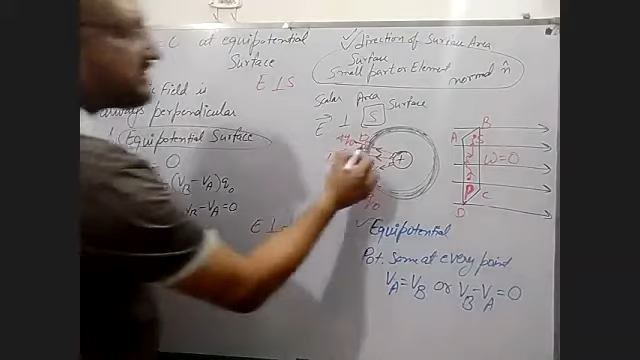 C at equipotential
Surface
E ⊥ S
Field is
always perpendicular
Equipotential Surface
= 0
(V_B - V_A) q₀
V_B - V_A = 0
E ⊥
✓ direction of Surface Area
Surface
Small part or Element
normal n̂
Scalar Area
E⃗ ⊥ S Surface
+
A
B
S
W=0
C
D
✓ Equipotential
Pot. Same at every point
V_A = V_B or V_B - V_A = 0